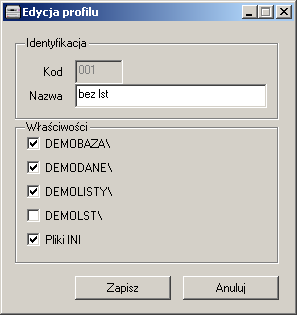 Edycja profilu
Identyfikacja
Kod 001
Nazwa bez lst
Właściwości
DEMOBAZA\
DEMODANE\
DEMOLISTY\
DEMOLST\
Pliki INI
Zapisz Anuluj